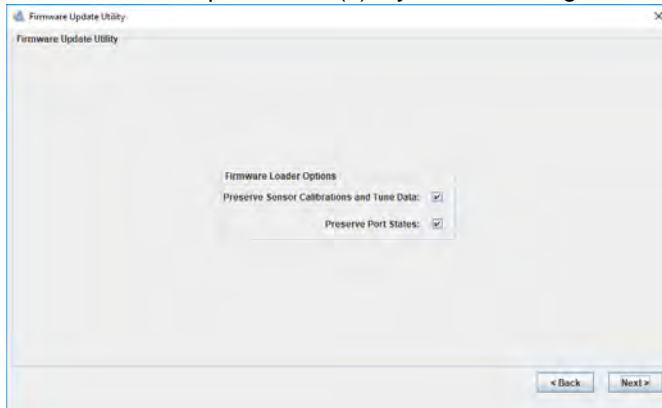 Firmware Update Utility
Firmware Update Utility
Firmware Loader Options
Preserve Sensor Calibrations and Tune Data:
Preserve Port States:
< Back Next >